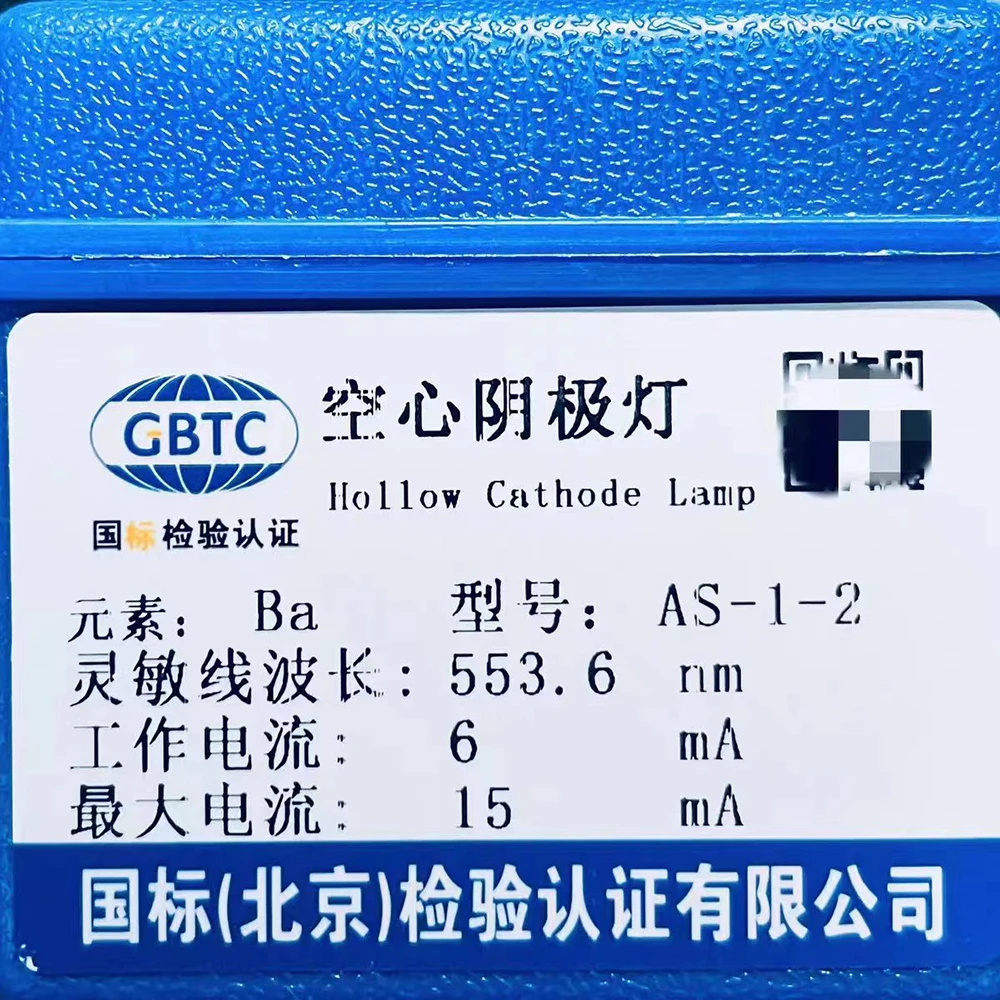 GBTC
国标检验认证
空心阴极灯
Hollow Cathode Lamp
元素： Ba 型号： AS-1-2
灵敏线波长： 553.6 nm
工作电流： 6 mA
最大电流： 15 mA
国标(北京)检验认证有限公司